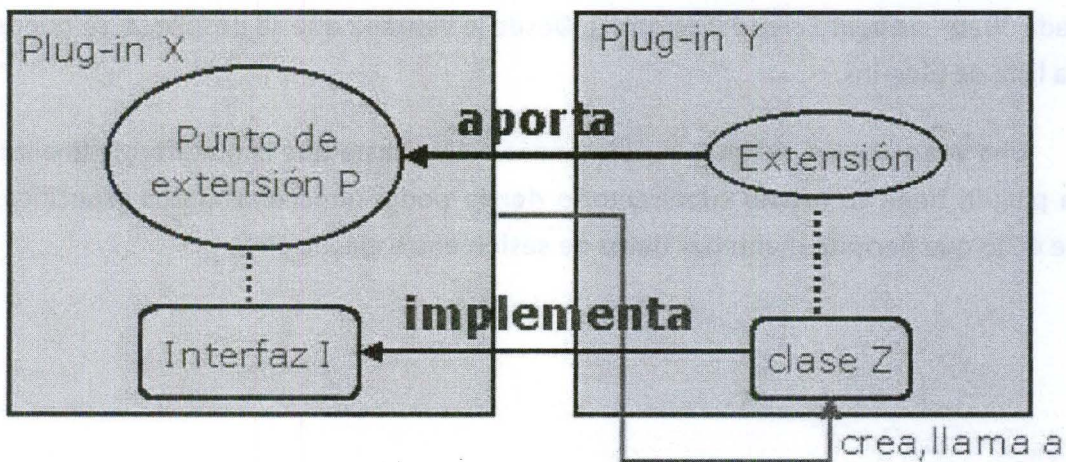 Plug-in X
Plug-in Y
Punto de
extensión P
aporta
Extensión
Interfaz I
implementa
clase Z
crea,llama a